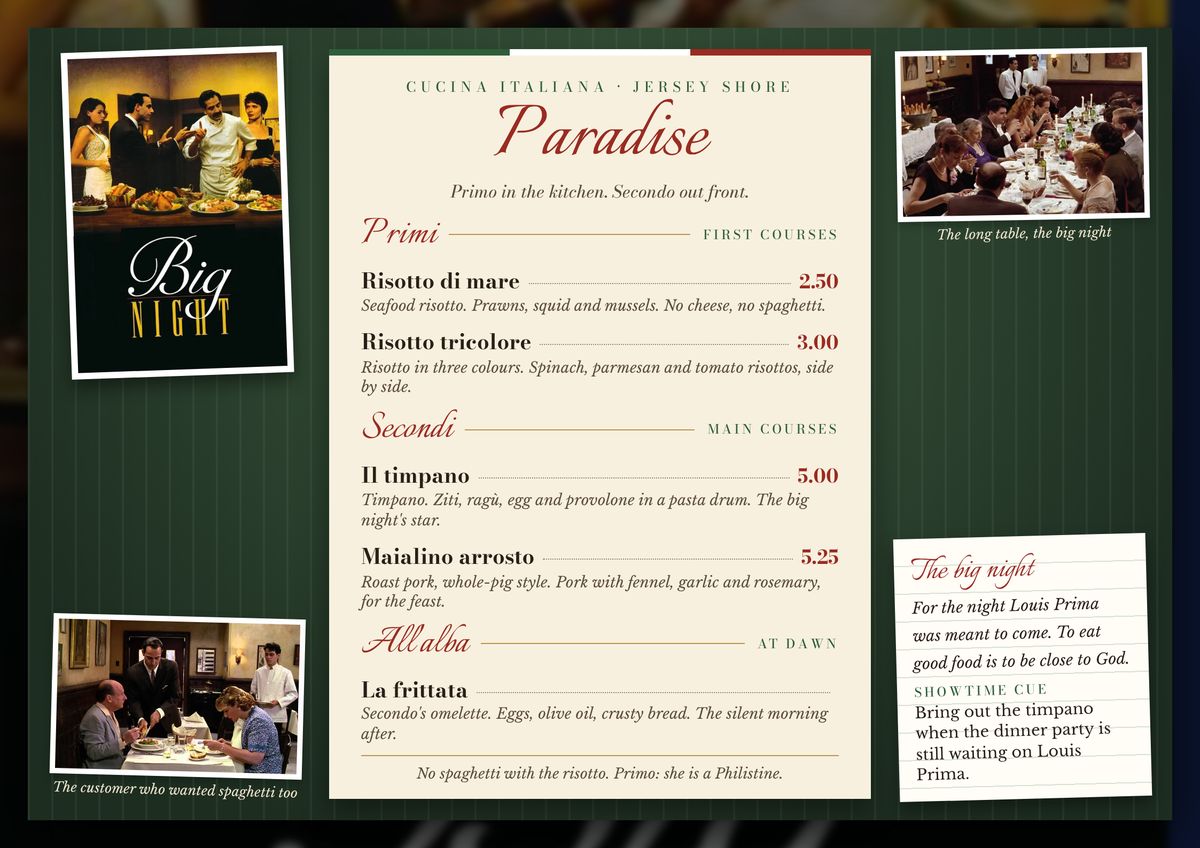 Big
NIGHT
The customer who wanted spaghetti too
CUCINA ITALIANA · JERSEY SHORE
Paradise
Primo in the kitchen. Secondo out front.
Primi
FIRST COURSES
Risotto di mare 2.50
Seafood risotto. Prawns, squid and mussels. No cheese, no spaghetti.
Risotto tricolore 3.00
Risotto in three colours. Spinach, parmesan and tomato risottos, side
by side.
Secondi
MAIN COURSES
Il timpano 5.00
Timpano. Ziti, ragù, egg and provolone in a pasta drum. The big
night's star.
Maialino arrosto 5.25
Roast pork, whole-pig style. Pork with fennel, garlic and rosemary,
for the feast.
All'alba
AT DAWN
La frittata
Secondo's omelette. Eggs, olive oil, crusty bread. The silent morning
after.
No spaghetti with the risotto. Primo: she is a Philistine.
The long table, the big night
The big night
For the night Louis Prima
was meant to come. To eat
good food is to be close to God.
SHOWTIME CUE
Bring out the timpano
when the dinner party is
still waiting on Louis
Prima.